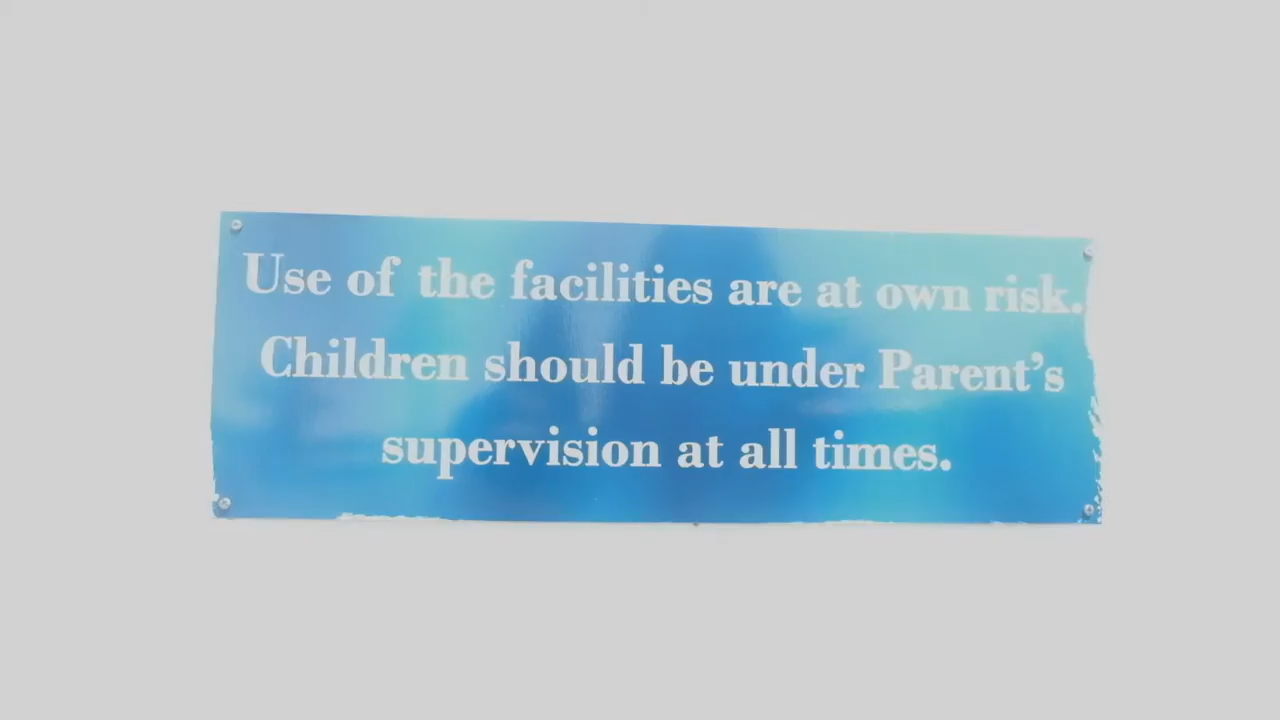 Use of the facilities are at own risk.
Children should be under Parent's
supervision at all times.